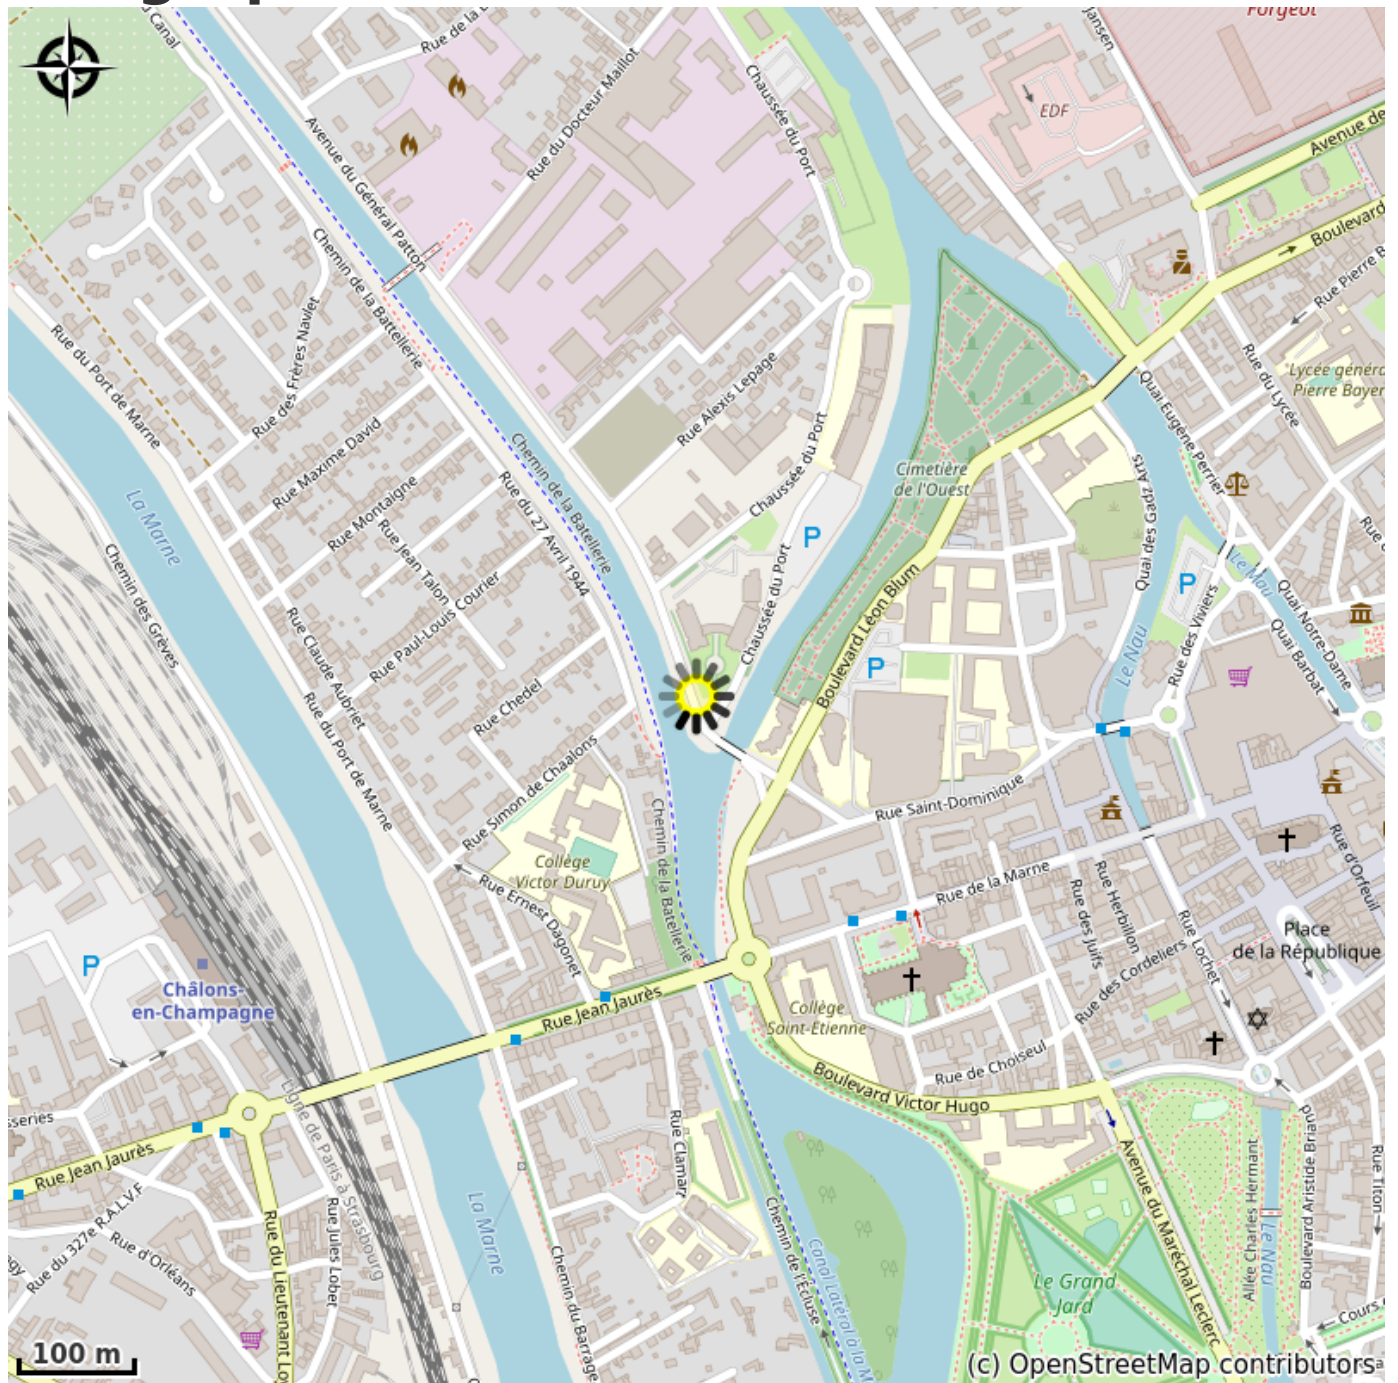 Canal
Rue de la
Jansen
Forgeot
EDF
Avenue de
Chaussée du Port
Rue du Docteur Maillot
Avenue du Général Patton
Boulevard
Rue Pierre B
Chemin de la Battellerie
Rue des Frères Navlet
Rue du Port de Marne
Rue du Lycée
Lycée généra
Pierre Bayer
Quai Eugène Perrier
Rue Alexis Lepage
Chaussée du Port
Rue Maxime David
Chemin de la Batellerie
Cimetière
de l'Ouest
Rue Montaigne
Rue du 27 Avril 1944
Quai des Gadz Arts
La Marne
Rue Jean Talon
P
Chemin des Grèves
Rue Paul-Louis Courier
Chaussée du Port
Boulevard Léon Blum
P
Le Mau
Quai Notre-Dame
Quai Barbat
Rue des Viviers
Le Nau
Rue Claude Aubriet
P
Rue Chedel
Rue du Port de Marne
Rue Simon de Chaalons
Rue Saint-Dominique
Chemin de la Batellerie
Collège
Victor Duruy
Rue Ernest Dagonet
Rue de la Marne
Rue des Juifs
Rue Herbillon
Rue d'Orfeuil
Rue Lochet
Place
de la République
Rue des Cordeliers
P
Châlons-
en-Champagne
Rue Jean Jaurès
Collège
Saint-Etienne
Rue de Choiseul
Boulevard Victor Hugo
sseries
Ligne de Paris à Strasbourg
Rue Jean Jaurès
Rue Clamart
Avenue du Maréchal Leclerc
Allée Charles Hermant
Le Nau
Boulevard Aristide Briand
Rue Titon
Rue du 327e R.A.L.V.F
Rue d'Orléans
Rue Jules Lobet
Rue du Lieutenant Lo
La Marne
Chemin du Barrage
Chemin de l'Écluse
Canal Latéral à la M
Le Grand
Jard
Cours
100 m
(c) OpenStreetMap contributors